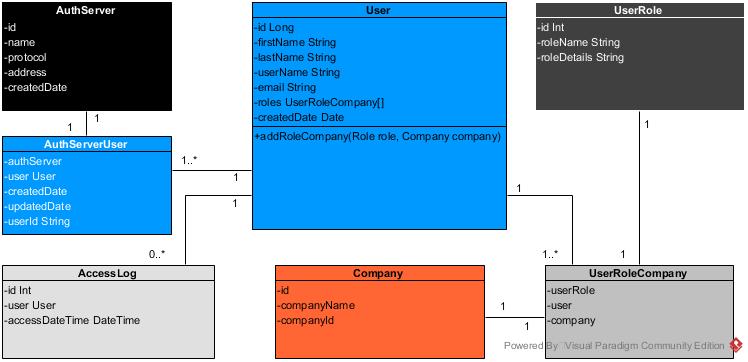 AuthServer
-id
-name
-protocol
-address
-createdDate
User
-id Long
-firstName String
-lastName String
-userName String
-email String
-roles UserRoleCompany[]
-createdDate Date
+addRoleCompany(Role role, Company company)
UserRole
-id Int
-roleName String
-roleDetails String
1
1
AuthServerUser
-authServer
-user User
-createdDate
-updatedDate
-userId String
1..*
1
1
0..*
1
1..*
1
1
AccessLog
-id Int
-user User
-accessDateTime DateTime
Company
-id
-companyName
-companyId
1
1
UserRoleCompany
-userRole
-user
-company
Powered By Visual Paradigm Community Edition